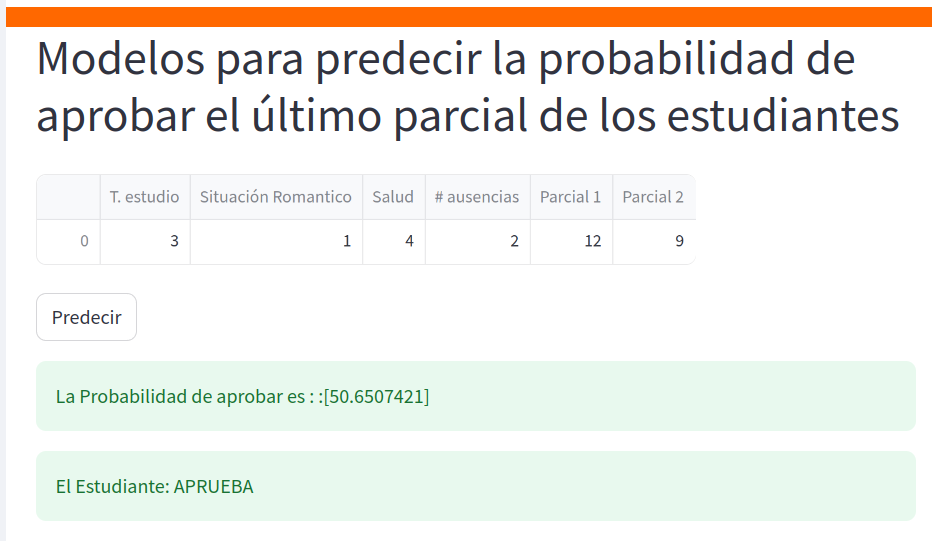 Modelos para predecir la probabilidad de
aprobar el último parcial de los estudiantes
T. estudio Situación Romantico Salud # ausencias Parcial 1 Parcial 2
0 3 1 4 2 12 9
Predecir
La Probabilidad de aprobar es : :[50.6507421]
El Estudiante: APRUEBA